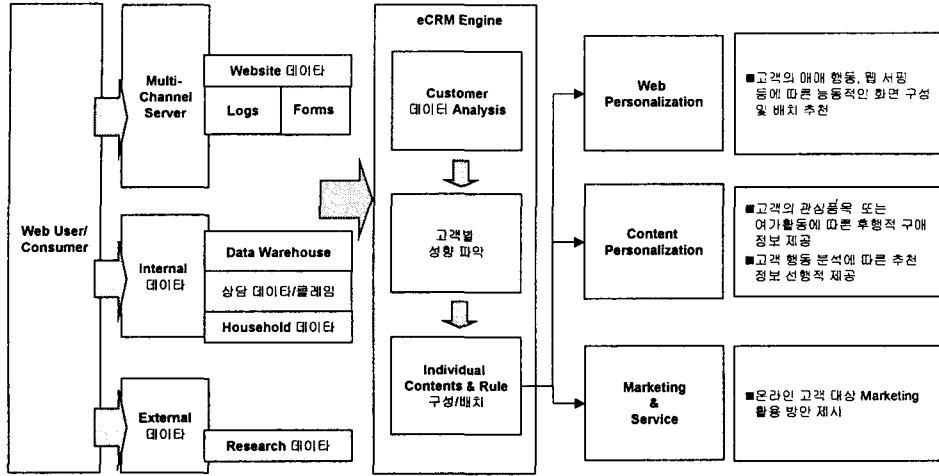 Web User/
Consumer
Multi-
Channel
Server
Website 데이타
Logs
Forms
Internal
데이타
Data Warehouse
상담 데이타/클레임
Household 데이타
External
데이타
Research 데이타
eCRM Engine
Customer
데이터 Analysis
고객별
성향 파악
Individual
Contents & Rule
구성/배치
Web
Personalization
■고객의 매매 행동, 웹 서핑
등에 따른 능동적인 화면 구성
및 배치 추천
Content
Personalization
■고객의 관심품목 또는
여가활동에 따른 후행적 구매
정보 제공
■고객 행동 분석에 따른 추천
정보 선행적 제공
Marketing
&
Service
■온라인 고객 대상 Marketing
활용 방안 제시